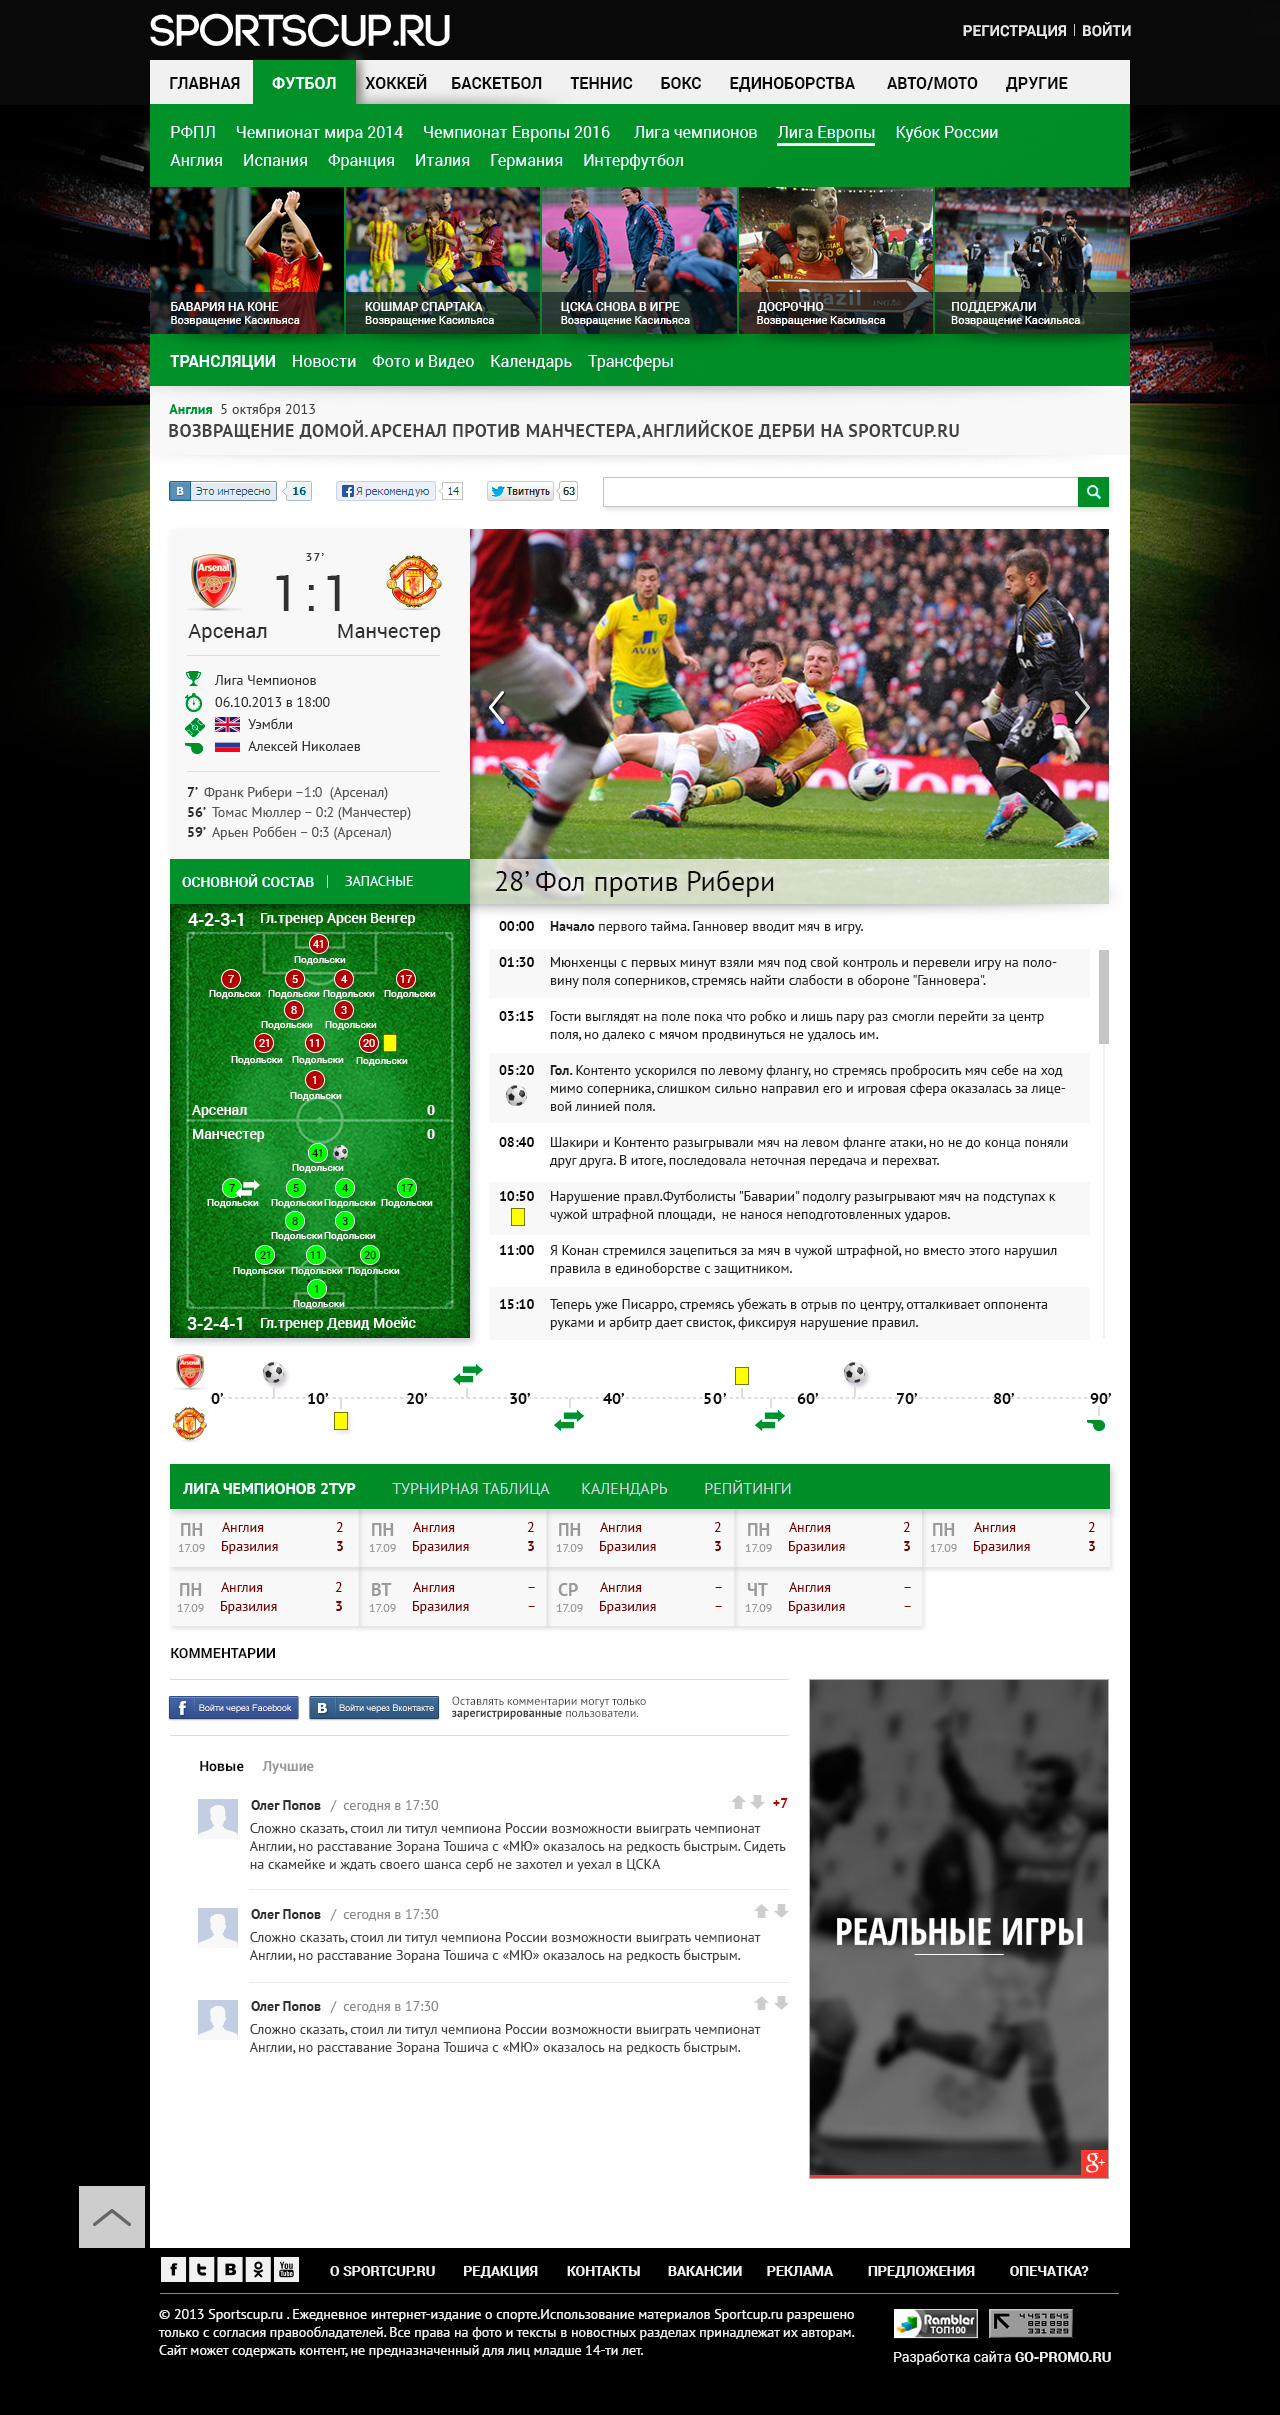 SPORTSCUP.RU
РЕГИСТРАЦИЯ | ВОЙТИ
ГЛАВНАЯ ФУТБОЛ ХОККЕЙ БАСКЕТБОЛ ТЕННИС БОКС ЕДИНОБОРСТВА АВТО/МОТО ДРУГИЕ
РФПЛ Чемпионат мира 2014 Чемпионат Европы 2016 Лига чемпионов Лига Европы Кубок России
Англия Испания Франция Италия Германия Интерфутбол
БАВАРИЯ НА КОНЕ
Возвращение Касильяса
КОШМАР СПАРТАКА
Возвращение Касильяса
ЦСКА СНОВА В ИГРЕ
Возвращение Касильяса
Brazil
ДОСРОЧНО
Возвращение Касильяса
ПОДДЕРЖАЛИ
Возвращение Касильяса
ТРАНСЛЯЦИИ Новости Фото и Видео Календарь Трансферы
Англия 5 октября 2013
ВОЗВРАЩЕНИЕ ДОМОЙ.АРСЕНАЛ ПРОТИВ МАНЧЕСТЕРА,АНГЛИЙСКОЕ ДЕРБИ НА SPORTCUP.RU
В Это интересно 16 Я рекомендую 14 Твитнуть 63
37’
Arsenal 1:1
Арсенал Манчестер
Лига Чемпионов
06.10.2013 в 18:00
Уэмбли
Алексей Николаев
7’ Франк Рибери –1:0 (Арсенал)
56’ Томас Мюллер – 0:2 (Манчестер)
59’ Арьен Роббен – 0:3 (Арсенал)
AVIVA
28’ Фол против Рибери
ОСНОВНОЙ СОСТАВ | ЗАПАСНЫЕ
4-2-3-1 Гл.тренер Арсен Венгер
41
Подольски
7 5 4 17
Подольски Подольски Подольски Подольски
8 3
Подольски Подольски
21 11 20
Подольски Подольски Подольски
1
Подольски
Арсенал 0
Манчестер 0
41
Подольски
7 5 4 17
Подольски Подольски Подольски Подольски
8 3
Подольски Подольски
21 11 20
Подольски Подольски Подольски
1
Подольски
3-2-4-1 Гл.тренер Девид Моейс
00:00 Начало первого тайма. Ганновер вводит мяч в игру.
01:30 Мюнхенцы с первых минут взяли мяч под свой контроль и перевели игру на поло-
вину поля соперников, стремясь найти слабости в обороне "Ганновера".
03:15 Гости выглядят на поле пока что робко и лишь пару раз смогли перейти за центр
поля, но далеко с мячом продвинуться не удалось им.
05:20 Гол. Контенто ускорился по левому флангу, но стремясь пробросить мяч себе на ход
мимо соперника, слишком сильно направил его и игровая сфера оказалась за лице-
вой линией поля.
08:40 Шакири и Контенто разыгрывали мяч на левом фланге атаки, но не до конца поняли
друг друга. В итоге, последовала неточная передача и перехват.
10:50 Нарушение правл.Футболисты "Баварии" подолгу разыгрывают мяч на подступах к
чужой штрафной площади, не нанося неподготовленных ударов.
11:00 Я Конан стремился зацепиться за мяч в чужой штрафной, но вместо этого нарушил
правила в единоборстве с защитником.
15:10 Теперь уже Писарро, стремясь убежать в отрыв по центру, отталкивает оппонента
руками и арбитр дает свисток, фиксируя нарушение правил.
0’ 10’ 20’ 30’ 40’ 50’ 60’ 70’ 80’ 90’
ЛИГА ЧЕМПИОНОВ 2ТУР ТУРНИРНАЯ ТАБЛИЦА КАЛЕНДАРЬ РЕПЙТИНГИ
ПН Англия 2 ПН Англия 2 ПН Англия 2 ПН Англия 2 ПН Англия 2
17.09 Бразилия 3 17.09 Бразилия 3 17.09 Бразилия 3 17.09 Бразилия 3 17.09 Бразилия 3
ПН Англия 2 ВТ Англия – СР Англия – ЧТ Англия –
17.09 Бразилия 3 17.09 Бразилия – 17.09 Бразилия – 17.09 Бразилия –
КОММЕНТАРИИ
Войти через Facebook Войти через Вконтакте
Оставлять комментарии могут только
зарегистрированные пользователи.
Новые Лучшие
Олег Попов / сегодня в 17:30 +7
Сложно сказать, стоил ли титул чемпиона России возможности выиграть чемпионат
Англии, но расставание Зорана Тошича с «МЮ» оказалось на редкость быстрым. Сидеть
на скамейке и ждать своего шанса серб не захотел и уехал в ЦСКА
Олег Попов / сегодня в 17:30
Сложно сказать, стоил ли титул чемпиона России возможности выиграть чемпионат
Англии, но расставание Зорана Тошича с «МЮ» оказалось на редкость быстрым.
Олег Попов / сегодня в 17:30
Сложно сказать, стоил ли титул чемпиона России возможности выиграть чемпионат
Англии, но расставание Зорана Тошича с «МЮ» оказалось на редкость быстрым.
РЕАЛЬНЫЕ ИГРЫ
g+
f t В You Tube
О SPORTCUP.RU РЕДАКЦИЯ КОНТАКТЫ ВАКАНСИИ РЕКЛАМА ПРЕДЛОЖЕНИЯ ОПЕЧАТКА?
© 2013 Sportscup.ru . Ежедневное интернет-издание о спорте.Использование материалов Sportcup.ru разрешено
только с согласия правообладателей. Все права на фото и тексты в новостных разделах принадлежат их авторам.
Сайт может содержать контент, не предназначенный для лиц младше 14-ти лет.
Rambler
ТОП100
4457645
828908
331229
Разработка сайта GO-PROMO.RU